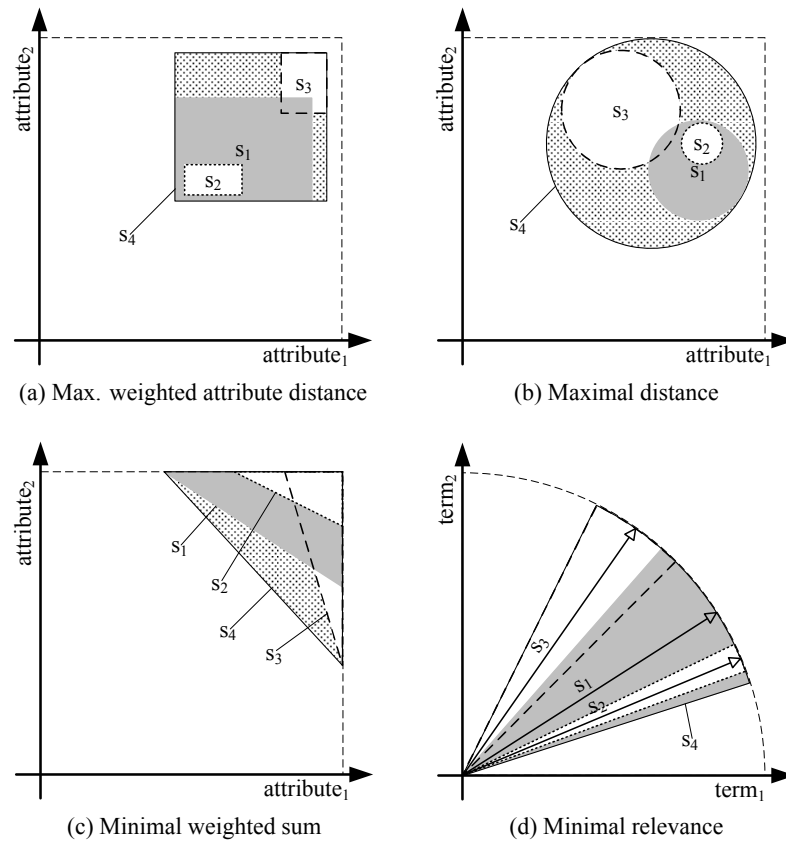 attribute₂
s₃
s₁
s₂
s₄
attribute₁
(a) Max. weighted attribute distance
attribute₂
s₃
s₂
s₁
s₄
attribute₁
(b) Maximal distance
attribute₂
s₁
s₂
s₄
s₃
attribute₁
(c) Minimal weighted sum
term₂
s₃
s₁
s₂
s₄
term₁
(d) Minimal relevance